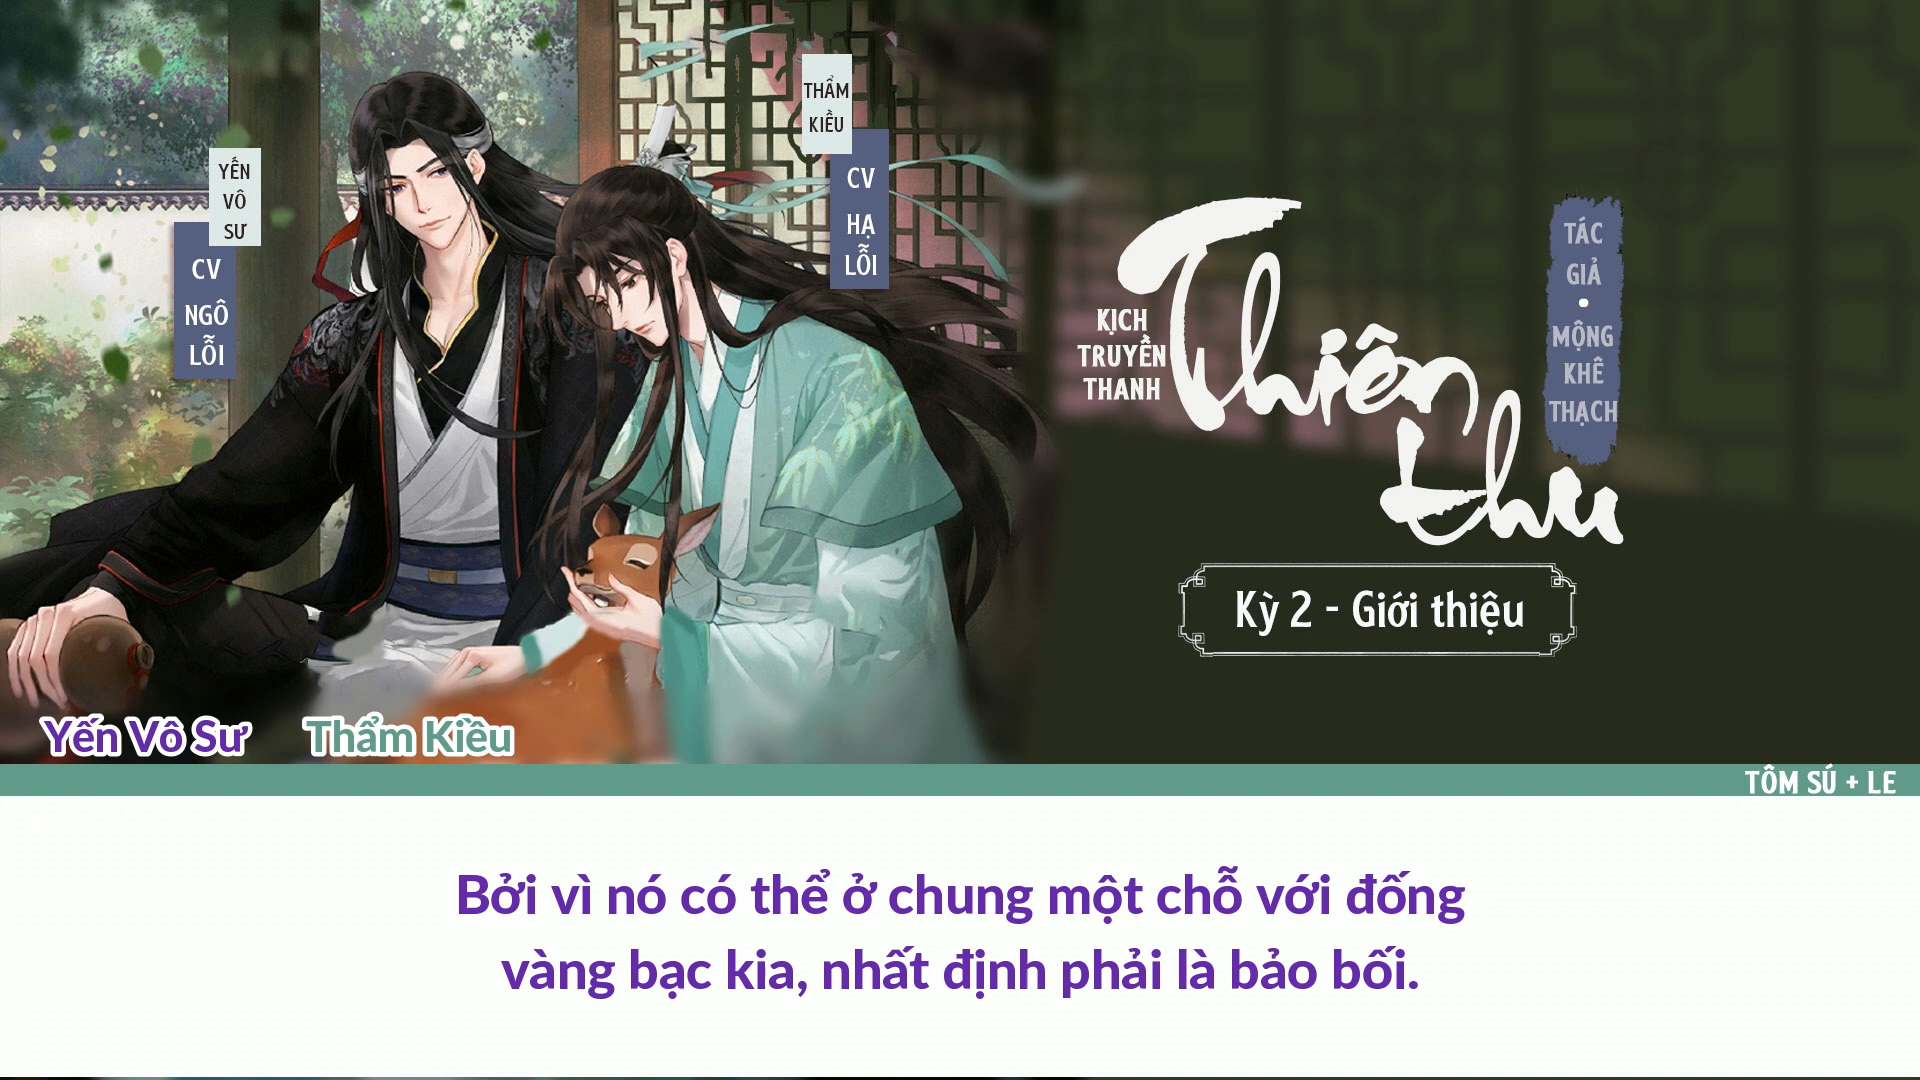 YẾN
VÔ
SƯ
CV
NGÔ
LỖI
THẨM
KIỀU
CV
HẠ
LỖI
KỊCH
TRUYỀN
THANH
Thiên
thu
TÁC
GIẢ
•
MỘNG
KHÊ
THẠCH
Kỳ 2 - Giới thiệu
Yến Vô Sư
Thẩm Kiều
TÔM SÚ + LE
Bởi vì nó có thể ở chung một chỗ với đống
vàng bạc kia, nhất định phải là bảo bối.